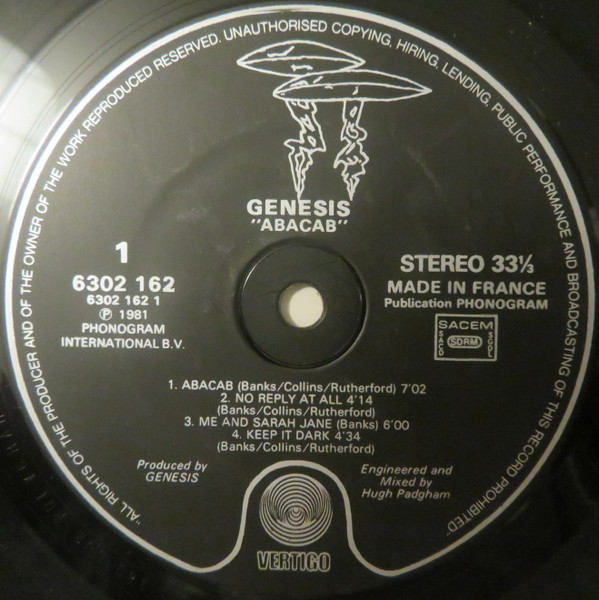 "ALL RIGHTS OF THE PRODUCER AND OF THE OWNER OF THE WORK REPRODUCED RESERVED. UNAUTHORISED COPYING, HIRING, LENDING, PUBLIC PERFORMANCE AND BROADCASTING OF THIS RECORD PROHIBITED"
GENESIS
"ABACAB"
1
6302 162
6302 162 1
℗ 1981
PHONOGRAM
INTERNATIONAL B.V.
STEREO 33⅓
MADE IN FRANCE
Publication PHONOGRAM
SACEM
SACD SDRM SGDL
1. ABACAB (Banks/Collins/Rutherford) 7'02
2. NO REPLY AT ALL 4'14
(Banks/Collins/Rutherford)
3. ME AND SARAH JANE (Banks) 6'00
4. KEEP IT DARK 4'34
(Banks/Collins/Rutherford)
Produced by
GENESIS
Engineered and
Mixed by
Hugh Padgham
VERTIGO